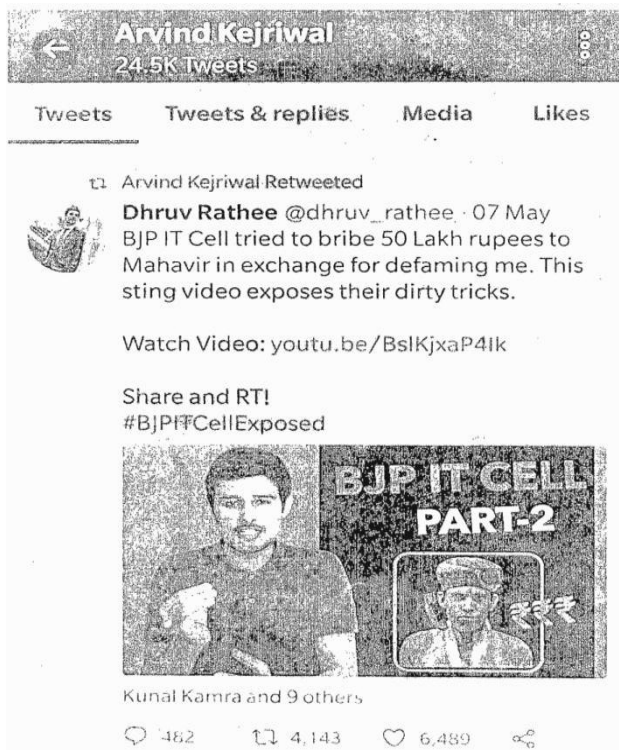 Arvind Kejriwal
24.5K Tweets
Tweets Tweets & replies Media Likes
Arvind Kejriwal Retweeted
Dhruv Rathee @dhruv_rathee · 07 May
BJP IT Cell tried to bribe 50 Lakh rupees to
Mahavir in exchange for defaming me. This
sting video exposes their dirty tricks.
Watch Video: youtu.be/BslKjxaP4Ik
Share and RT!
#BJPITCellExposed
BJP IT CELL
PART-2
₹₹₹
Kunal Kamra and 9 others
482 4,143 6,489